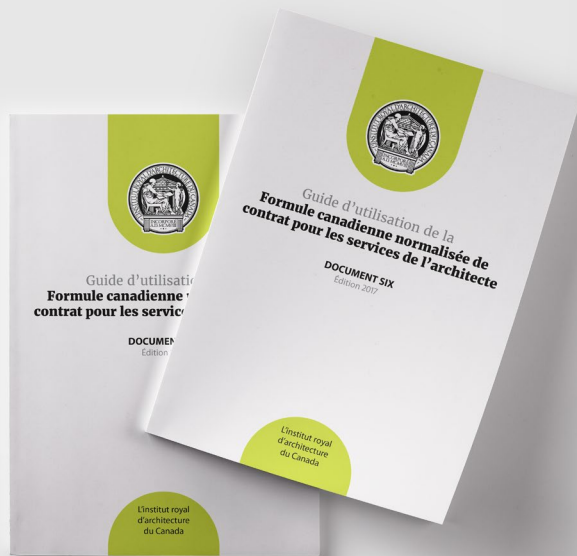 Guide d'utilisation de la
Formule canadienne normalisée de
contrat pour les services de l'architecte
DOCUMENT SIX
Édition 2017
L'institut royal
d'architecture
du Canada
Guide d'utilisatio
Formule canadienne
contrat pour les servic
DOCUMEN
Édition
L'institut royal
d'architecture
du Canada